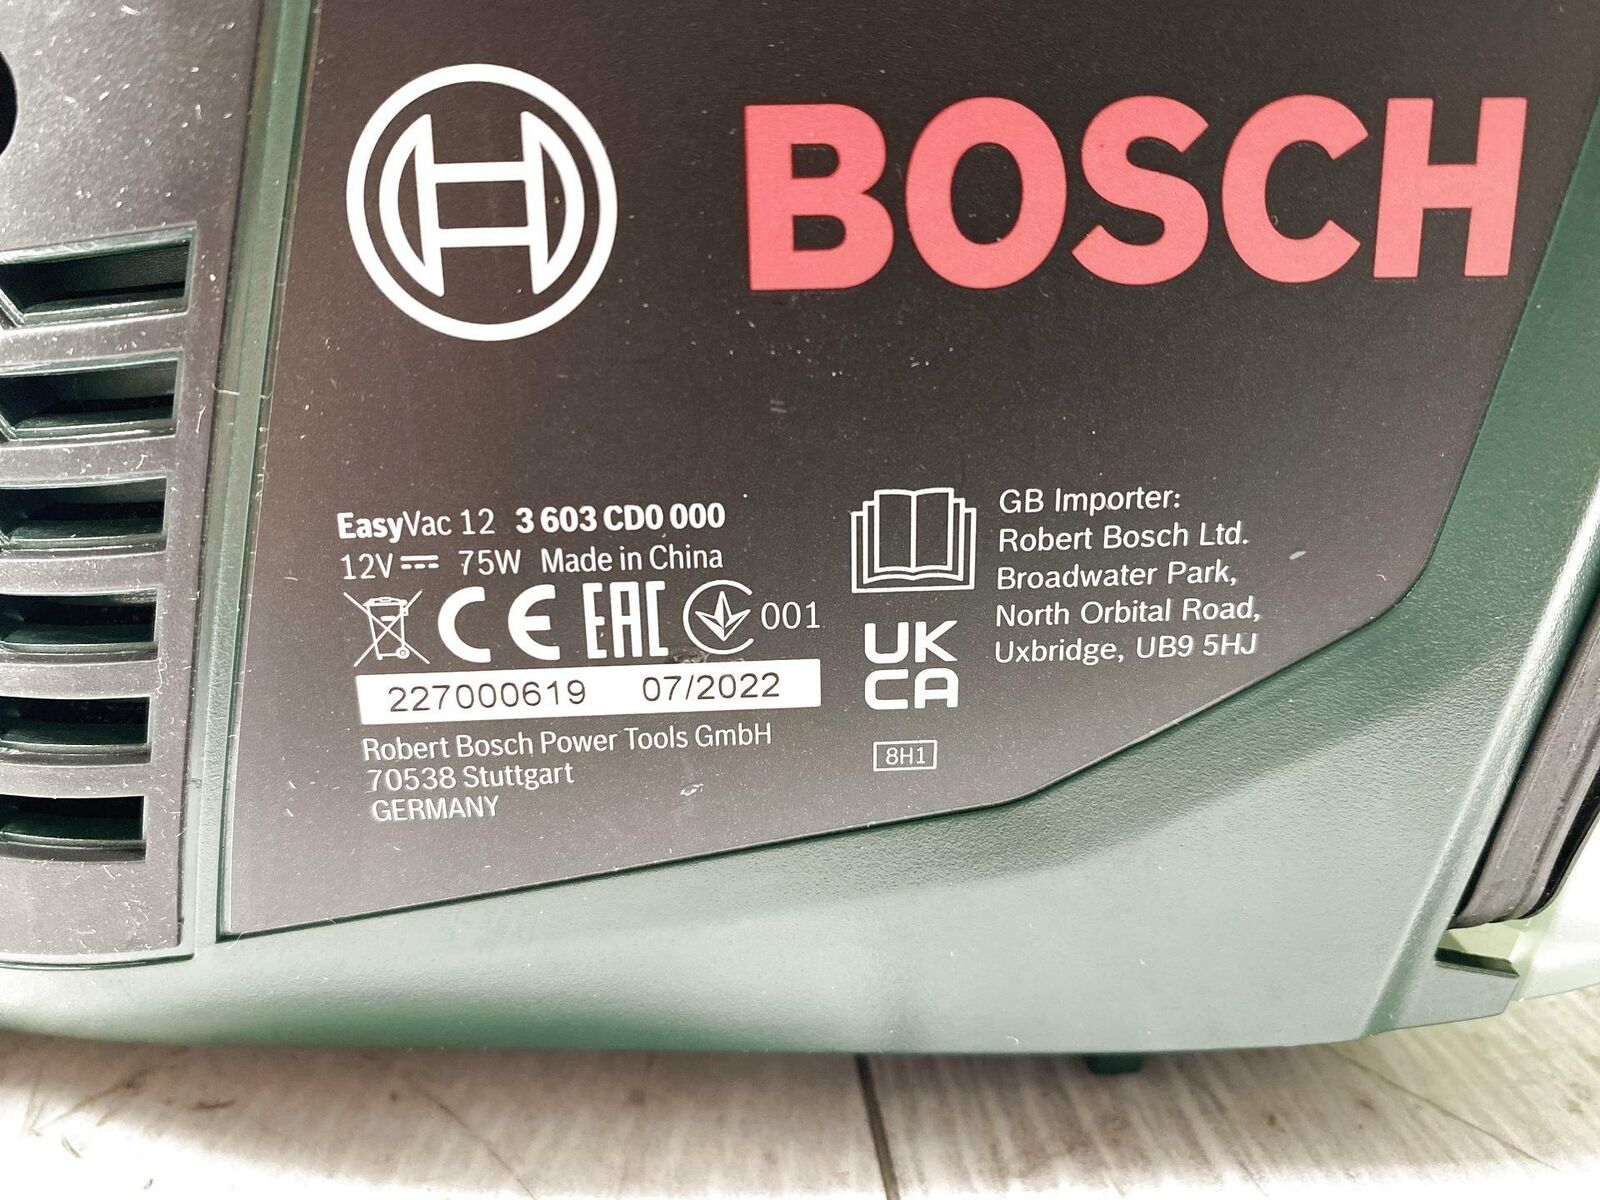 BOSCH
EasyVac 12 3 603 CD0 000
12V 75W Made in China
CE EAC 001
227000619 07/2022
Robert Bosch Power Tools GmbH
70538 Stuttgart
GERMANY
GB Importer:
Robert Bosch Ltd.
Broadwater Park,
North Orbital Road,
Uxbridge, UB9 5HJ
UK
CA
8H1